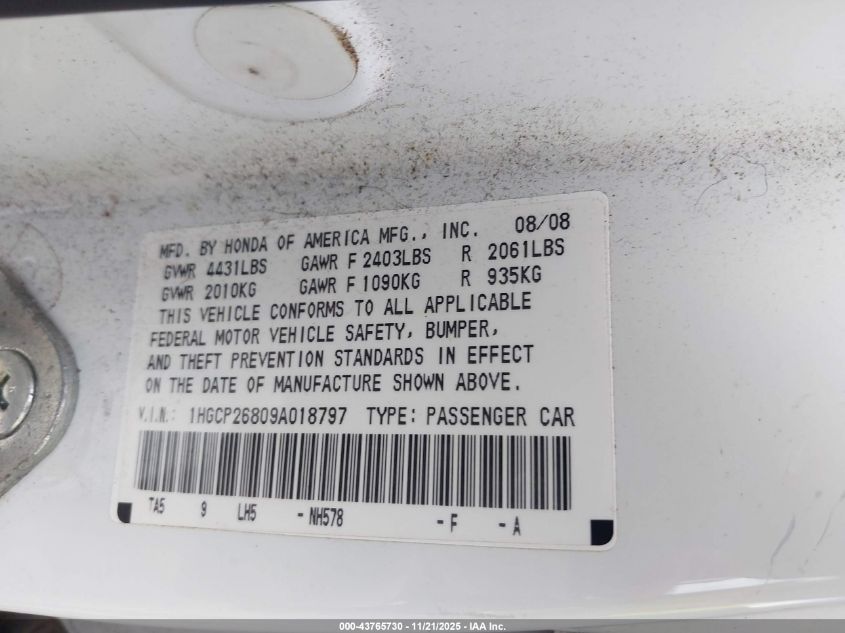 MFD. BY HONDA OF AMERICA MFG., INC. 08/08
GVWR 4431LBS GAWR F 2403LBS R 2061LBS
GVWR 2010KG GAWR F 1090KG R 935KG
THIS VEHICLE CONFORMS TO ALL APPLICABLE
FEDERAL MOTOR VEHICLE SAFETY, BUMPER,
AND THEFT PREVENTION STANDARDS IN EFFECT
ON THE DATE OF MANUFACTURE SHOWN ABOVE.
V.I.N.: 1HGCP26809A018797 TYPE: PASSENGER CAR
TA5 9 LH5 - NH578 - F - A
000-43765730 - 11/21/2025 - IAA Inc.